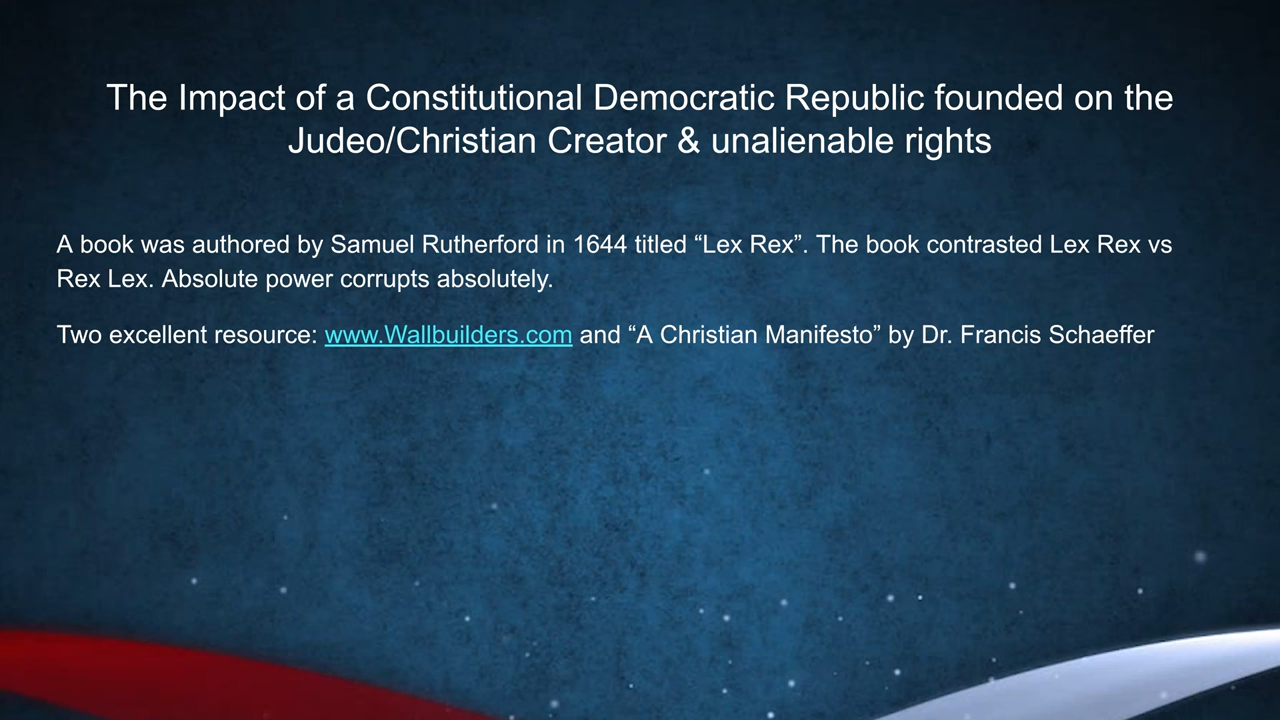 The Impact of a Constitutional Democratic Republic founded on the
Judeo/Christian Creator & unalienable rights
A book was authored by Samuel Rutherford in 1644 titled “Lex Rex”. The book contrasted Lex Rex vs
Rex Lex. Absolute power corrupts absolutely.
Two excellent resource: www.Wallbuilders.com and “A Christian Manifesto” by Dr. Francis Schaeffer